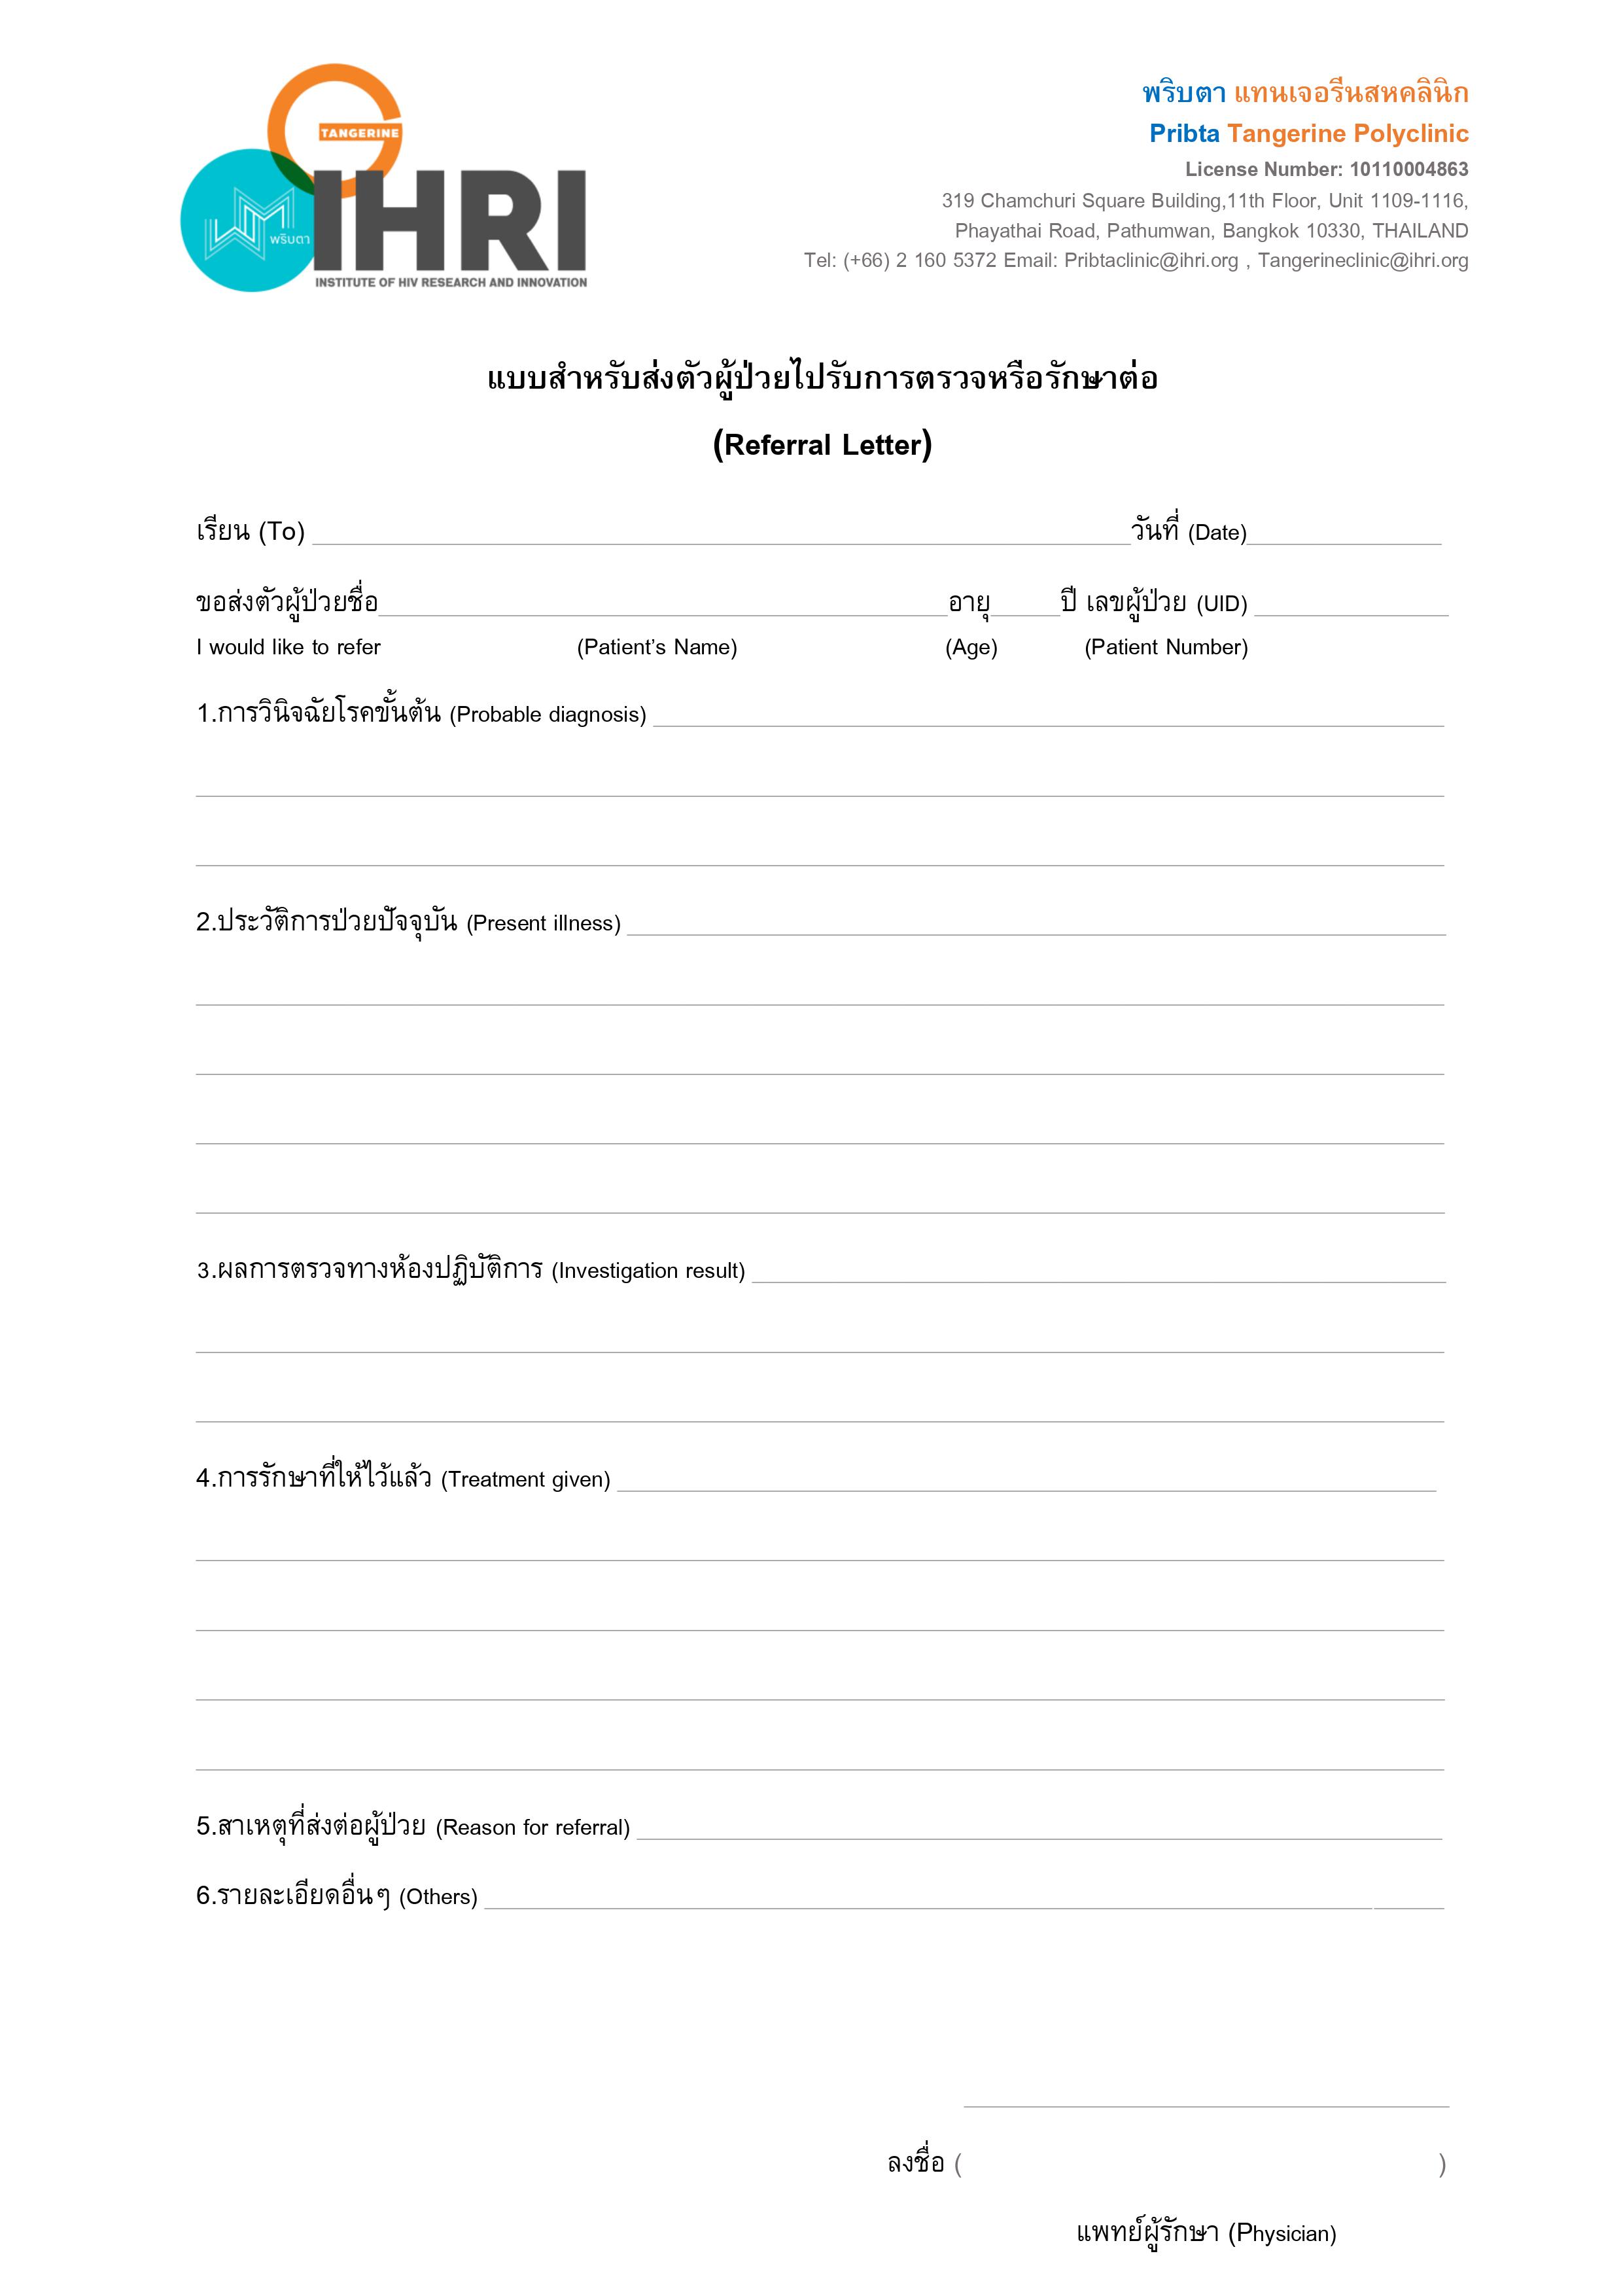 TANGERINE
พริบตา
IHRI
INSTITUTE OF HIV RESEARCH AND INNOVATION
พริบตา แทนเจอรีนสหคลินิก
Pribta Tangerine Polyclinic
License Number: 10110004863
319 Chamchuri Square Building,11th Floor, Unit 1109-1116,
Phayathai Road, Pathumwan, Bangkok 10330, THAILAND
Tel: (+66) 2 160 5372 Email: Pribtaclinic@ihri.org , Tangerineclinic@ihri.org
แบบสำหรับส่งตัวผู้ป่วยไปรับการตรวจหรือรักษาต่อ
(Referral Letter)
เรียน (To) วันที่ (Date)
ขอส่งตัวผู้ป่วยชื่อ อายุ ปี เลขผู้ป่วย (UID)
I would like to refer (Patient’s Name) (Age) (Patient Number)
1.การวินิจฉัยโรคขั้นต้น (Probable diagnosis)
2.ประวัติการป่วยปัจจุบัน (Present illness)
3.ผลการตรวจทางห้องปฏิบัติการ (Investigation result)
4.การรักษาที่ให้ไว้แล้ว (Treatment given)
5.สาเหตุที่ส่งต่อผู้ป่วย (Reason for referral)
6.รายละเอียดอื่นๆ (Others)
ลงชื่อ ( )
แพทย์ผู้รักษา (Physician)